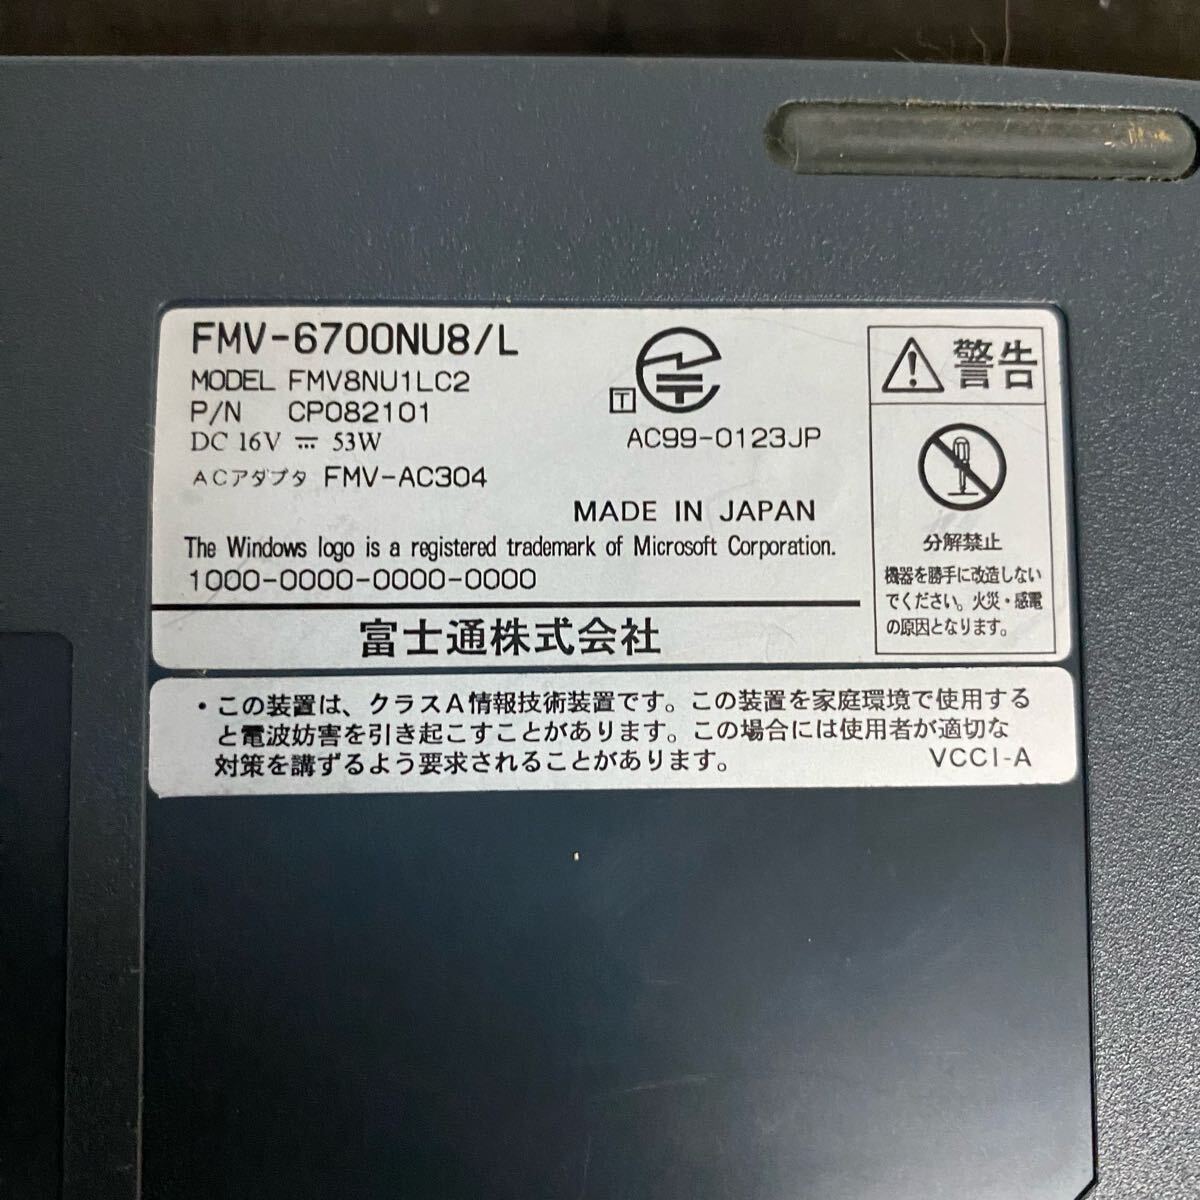 FMV-6700NU8/L
MODEL FMV8NU1LC2
P/N CP082101
DC 16V ⎓ 53W
ACアダプタ FMV-AC304
T
AC99-0123JP
MADE IN JAPAN
The Windows logo is a registered trademark of Microsoft Corporation.
1000-0000-0000-0000
富士通株式会社
警告
分解禁止
機器を勝手に改造しない
でください。火災・感電
の原因となります。
・この装置は、クラスA情報技術装置です。この装置を家庭環境で使用する
と電波妨害を引き起こすことがあります。この場合には使用者が適切な
対策を講ずるよう要求されることがあります。 VCCI-A